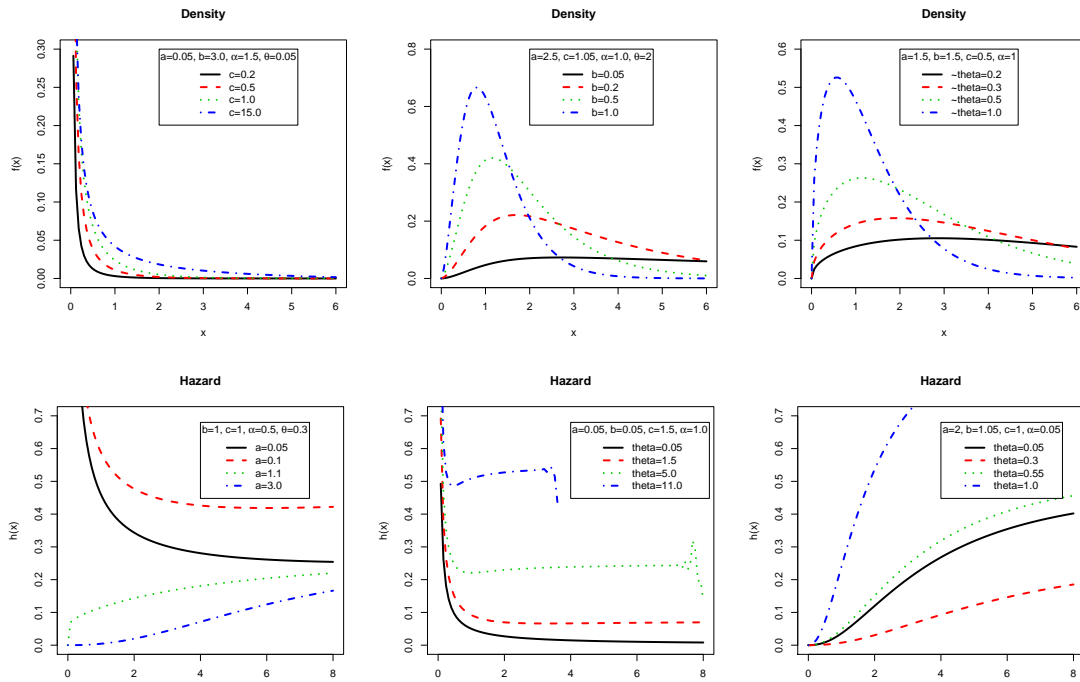 Density
f(x)
0.00 0.05 0.10 0.15 0.20 0.25 0.30
a=0.05, b=3.0, α=1.5, θ=0.05
c=0.2
c=0.5
c=1.0
c=15.0
0 1 2 3 4 5 6
x
Density
f(x)
0.0 0.2 0.4 0.6 0.8
a=2.5, c=1.05, α=1.0, θ=2
b=0.05
b=0.2
b=0.5
b=1.0
0 1 2 3 4 5 6
x
Density
f(x)
0.0 0.1 0.2 0.3 0.4 0.5 0.6
a=1.5, b=1.5, c=0.5, α=1
~theta=0.2
~theta=0.3
~theta=0.5
~theta=1.0
0 1 2 3 4 5 6
x
Hazard
h(x)
0.0 0.1 0.2 0.3 0.4 0.5 0.6 0.7
b=1, c=1, α=0.5, θ=0.3
a=0.05
a=0.1
a=1.1
a=3.0
0 2 4 6 8
Hazard
h(x)
0.0 0.1 0.2 0.3 0.4 0.5 0.6 0.7
a=0.05, b=0.05, c=1.5, α=1.0
theta=0.05
theta=1.5
theta=5.0
theta=11.0
0 2 4 6 8
Hazard
h(x)
0.0 0.1 0.2 0.3 0.4 0.5 0.6 0.7
a=2, b=1.05, c=1, α=0.05
theta=0.05
theta=0.3
theta=0.55
theta=1.0
0 2 4 6 8